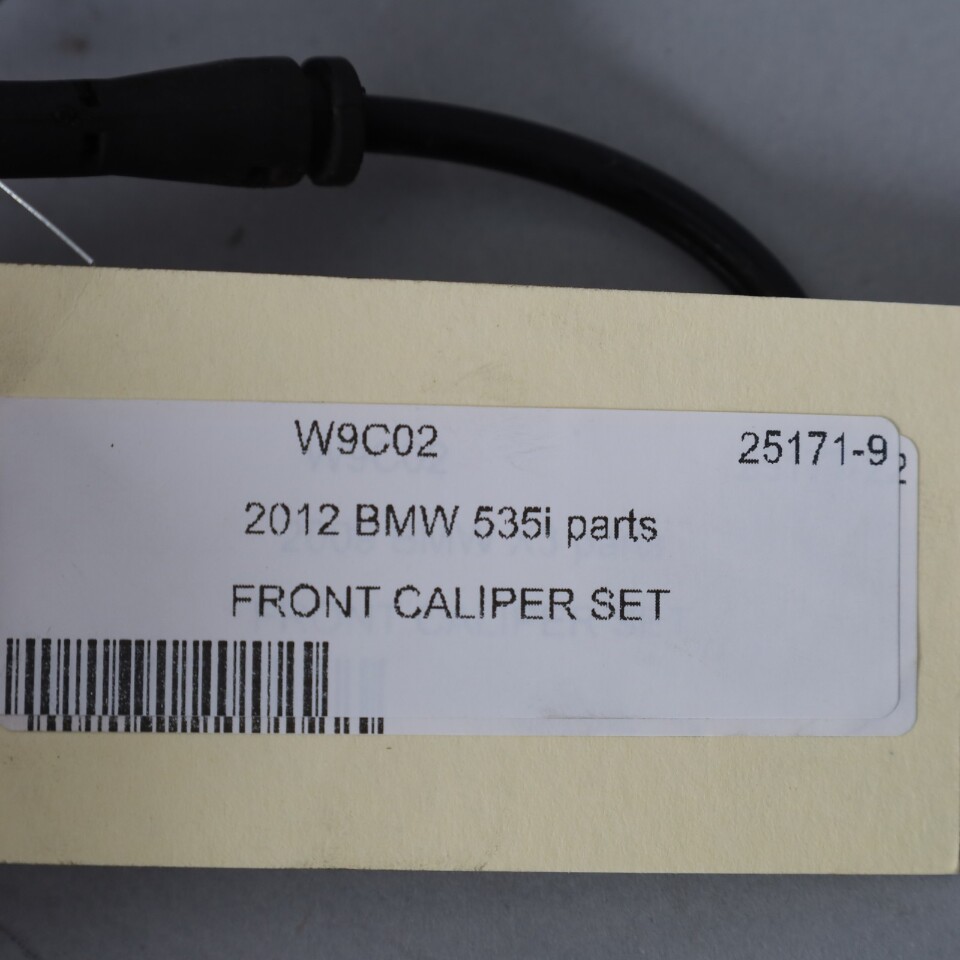 W9C02 25171-9
2012 BMW 535i parts
FRONT CALIPER SET